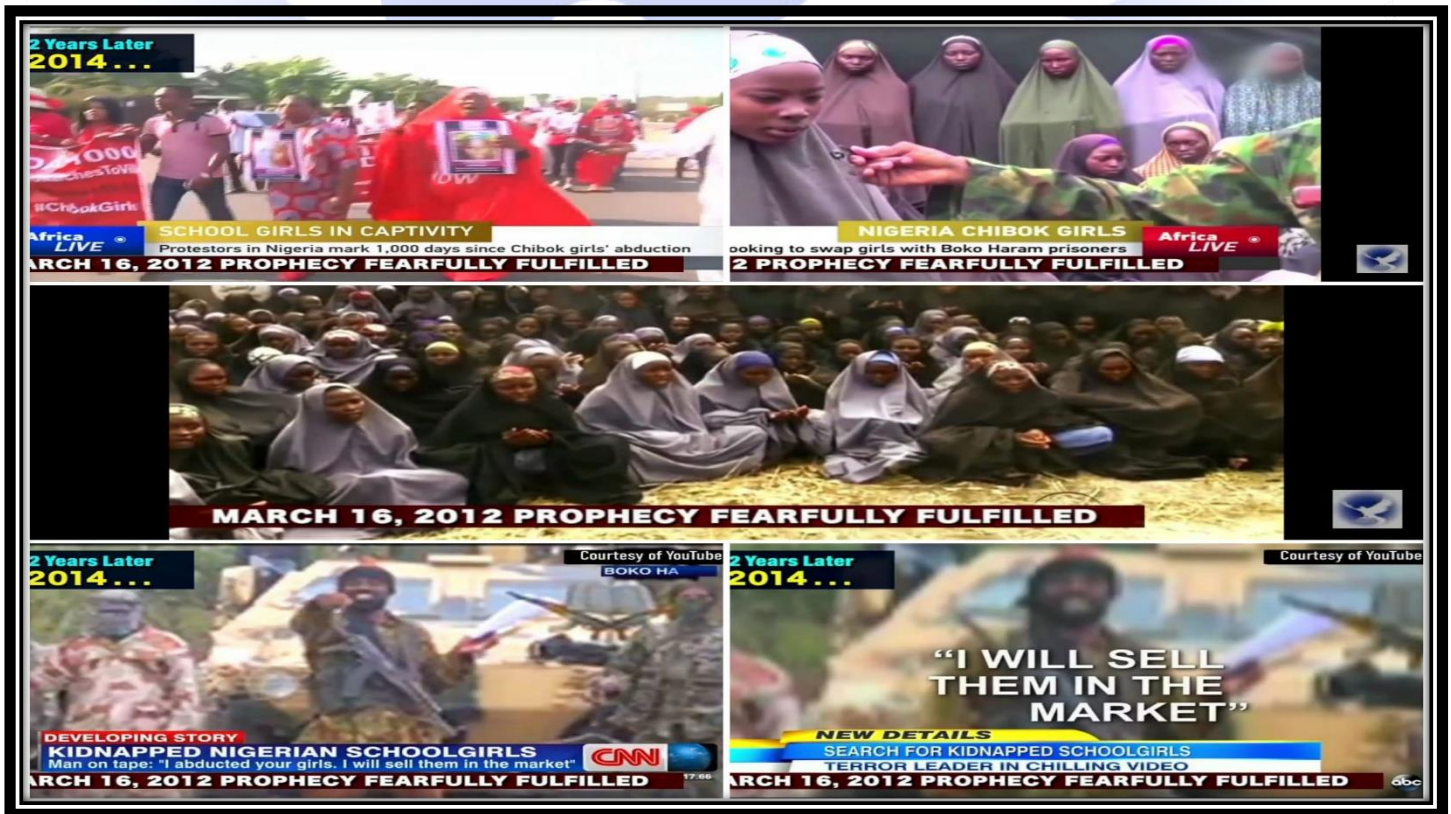 2 Years Later
2014...
SCHOOL GIRLS IN CAPTIVITY
Africa
LIVE
Protestors in Nigeria mark 1,000 days since Chibok girls' abduction
ARCH 16, 2012 PROPHECY FEARFULLY FULFILLED
NIGERIA CHIBOK GIRLS
ooking to swap girls with Boko Haram prisoners
Africa
LIVE
2 PROPHECY FEARFULLY FULFILLED
MARCH 16, 2012 PROPHECY FEARFULLY FULFILLED
2 Years Later
2014...
Courtesy of YouTube
BOKO HA
DEVELOPING STORY
KIDNAPPED NIGERIAN SCHOOLGIRLS
Man on tape: "I abducted your girls. I will sell them in the market"
CNN
ARCH 16, 2012 PROPHECY FEARFULLY FULFILLED
2 Years Later
2014...
Courtesy of YouTube
"I WILL SELL
THEM IN THE
MARKET"
NEW DETAILS
SEARCH FOR KIDNAPPED SCHOOLGIRLS
TERROR LEADER IN CHILLING VIDEO
ARCH 16, 2012 PROPHECY FEARFULLY FULFILLED
abc